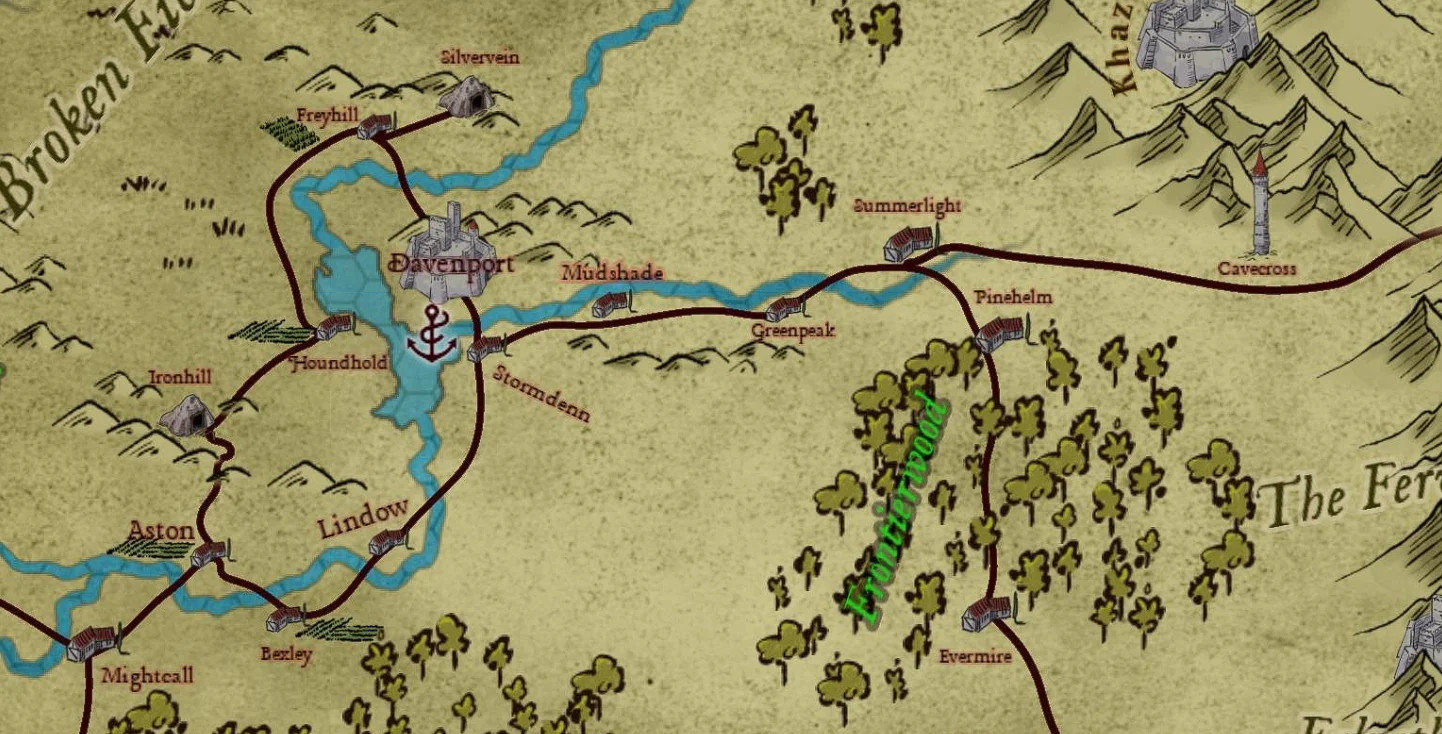 Broken
Khaz
Silvervein
Freyhill
Summerlight
Davenport
Mudshade
Cavecross
Pinehelm
Greenpeak
Houndhold
Stormdenn
Ironhill
Frontierwood
The
Lindow
Aston
Bexley
Evermire
Mightcall